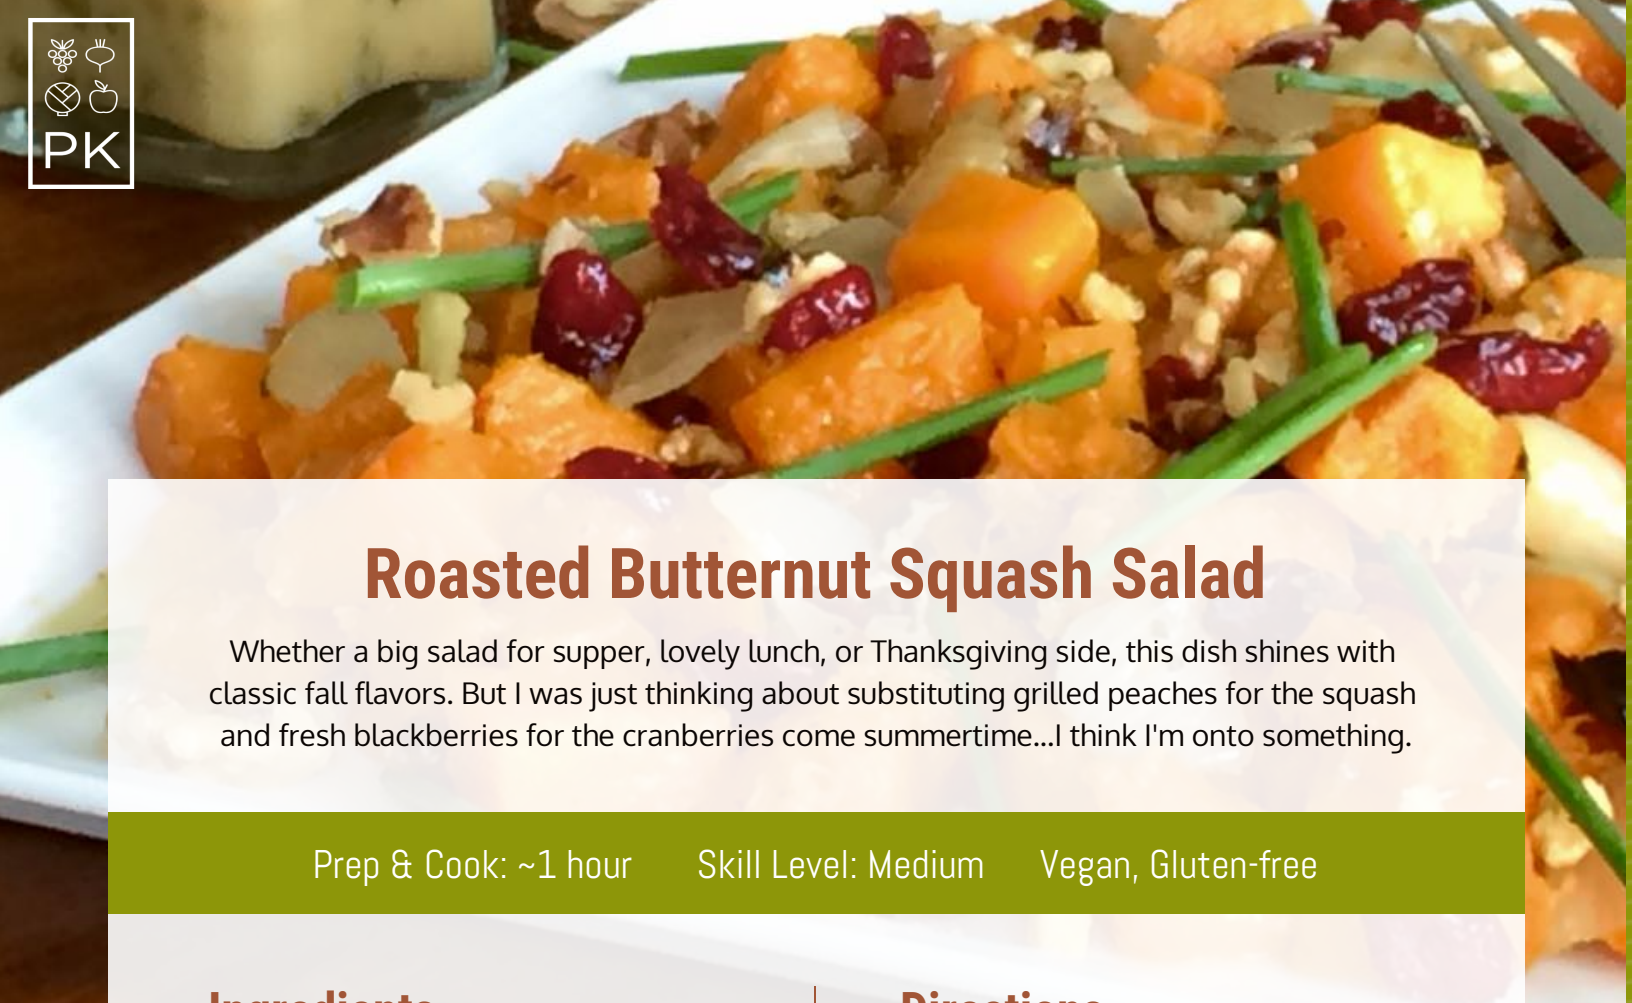 PK
Roasted Butternut Squash Salad
Whether a big salad for supper, lovely lunch, or Thanksgiving side, this dish shines with
classic fall flavors. But I was just thinking about substituting grilled peaches for the squash
and fresh blackberries for the cranberries come summertime...I think I'm onto something.
Prep & Cook: ~1 hour Skill Level: Medium Vegan, Gluten-free
Ingredients Directions